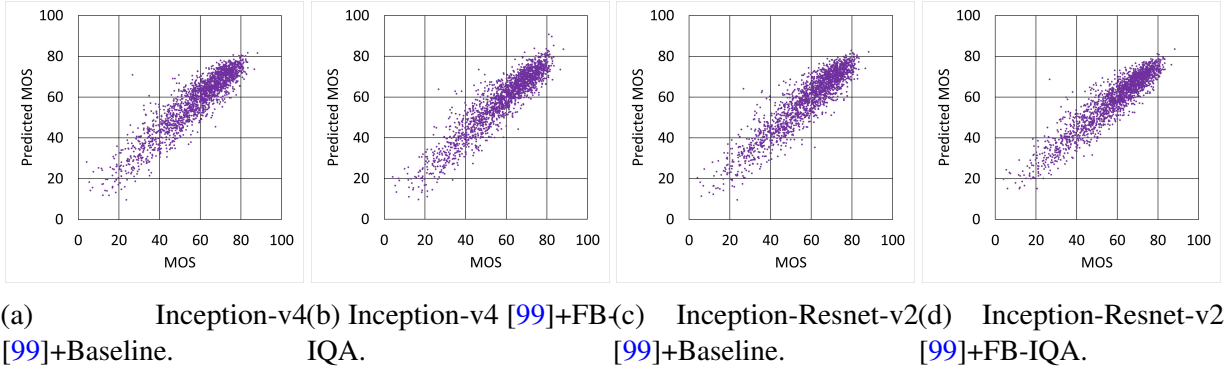 100
80
60
40
20
0
Predicted MOS
0 20 40 60 80 100
MOS
100
80
60
40
20
0
Predicted MOS
0 20 40 60 80 100
MOS
100
80
60
40
20
0
Predicted MOS
0 20 40 60 80 100
MOS
100
80
60
40
20
0
Predicted MOS
0 20 40 60 80 100
MOS
(a) Inception-v4
[99]+Baseline.
(b) Inception-v4 [99]+FB-
IQA.
(c) Inception-Resnet-v2
[99]+Baseline.
(d) Inception-Resnet-v2
[99]+FB-IQA.